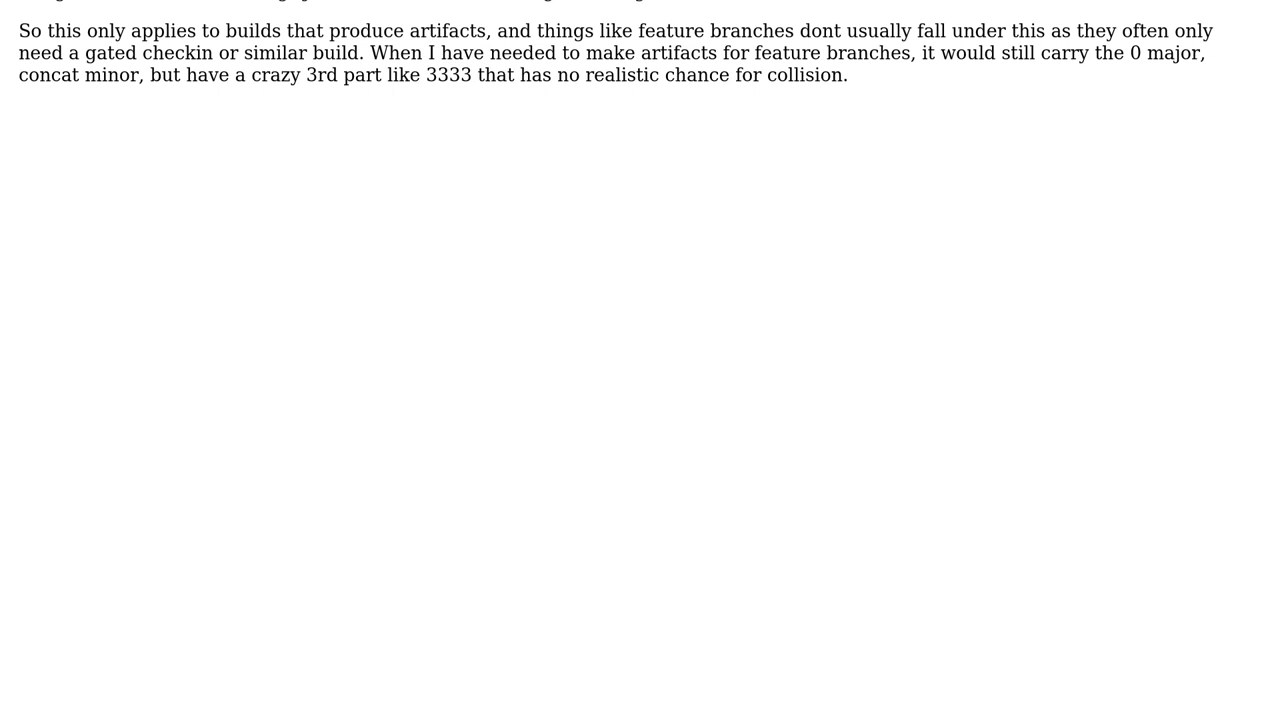 So this only applies to builds that produce artifacts, and things like feature branches dont usually fall under this as they often only
need a gated checkin or similar build. When I have needed to make artifacts for feature branches, it would still carry the 0 major,
concat minor, but have a crazy 3rd part like 3333 that has no realistic chance for collision.